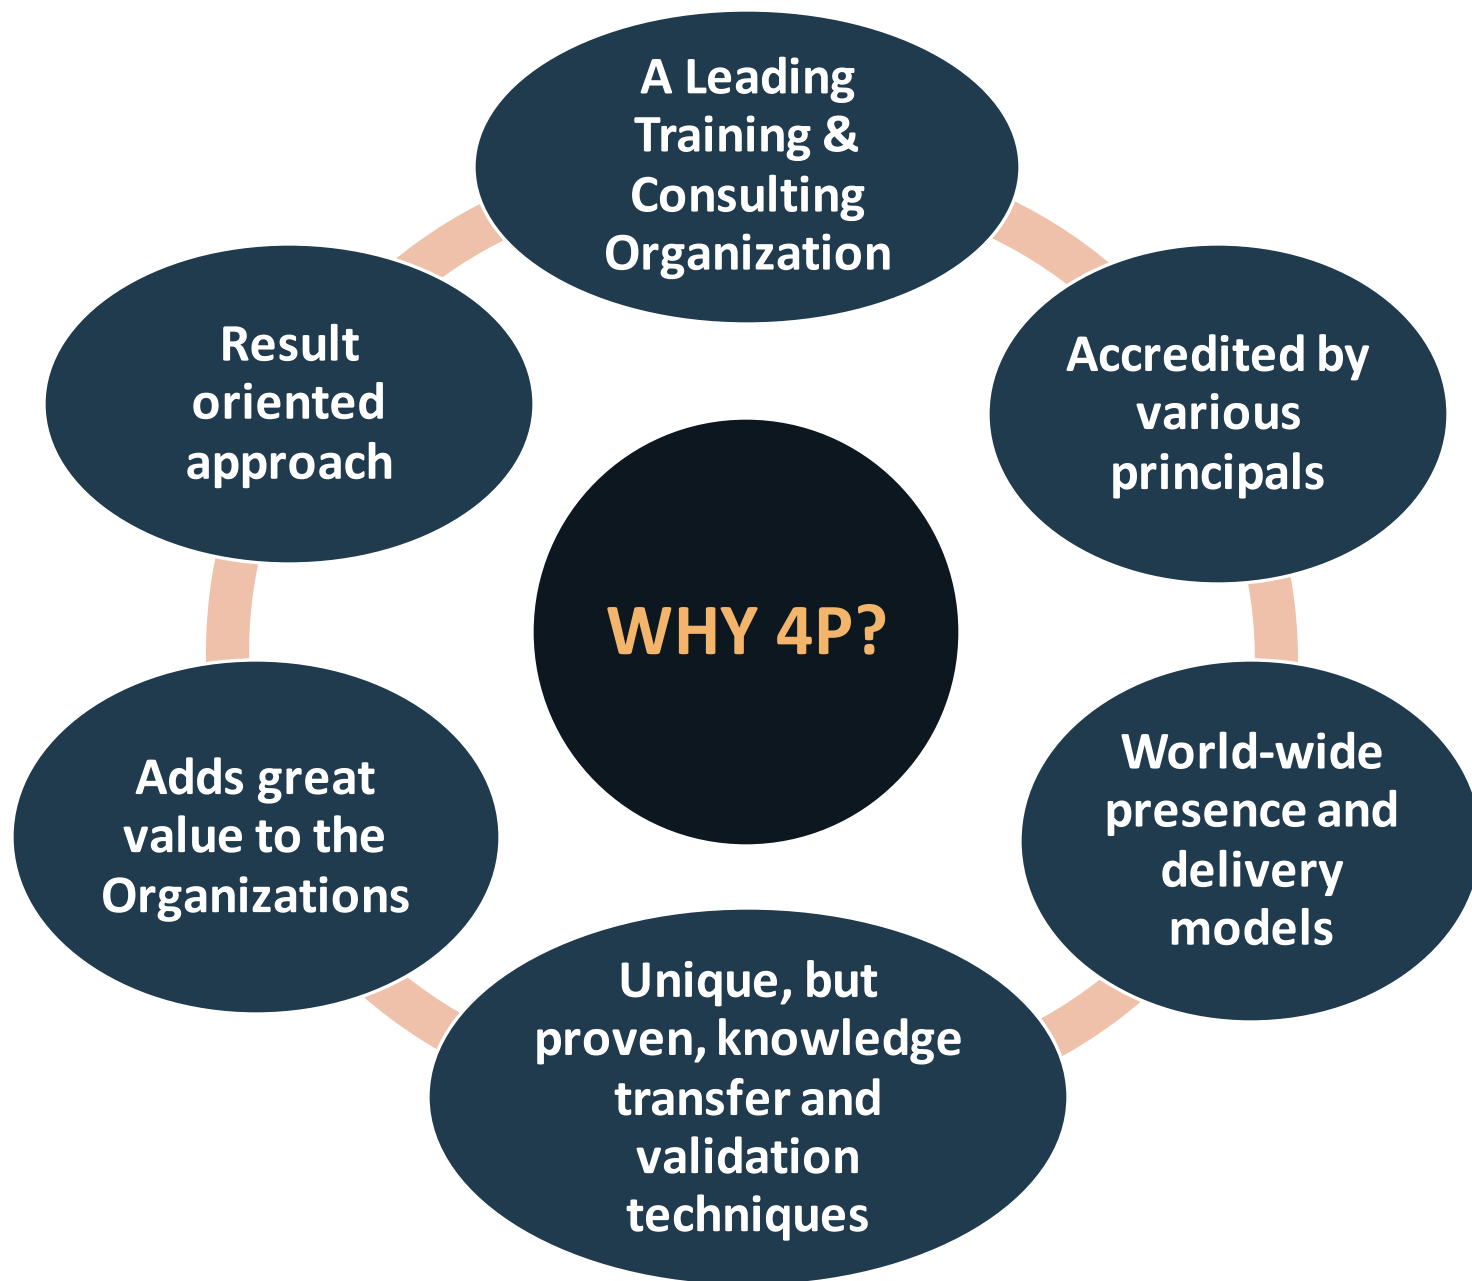 A Leading
Training &
Consulting
Organization
Accredited by
various
principals
World-wide
presence and
delivery
models
Unique, but
proven, knowledge
transfer and
validation
techniques
Adds great
value to the
Organizations
Result
oriented
approach
WHY 4P?